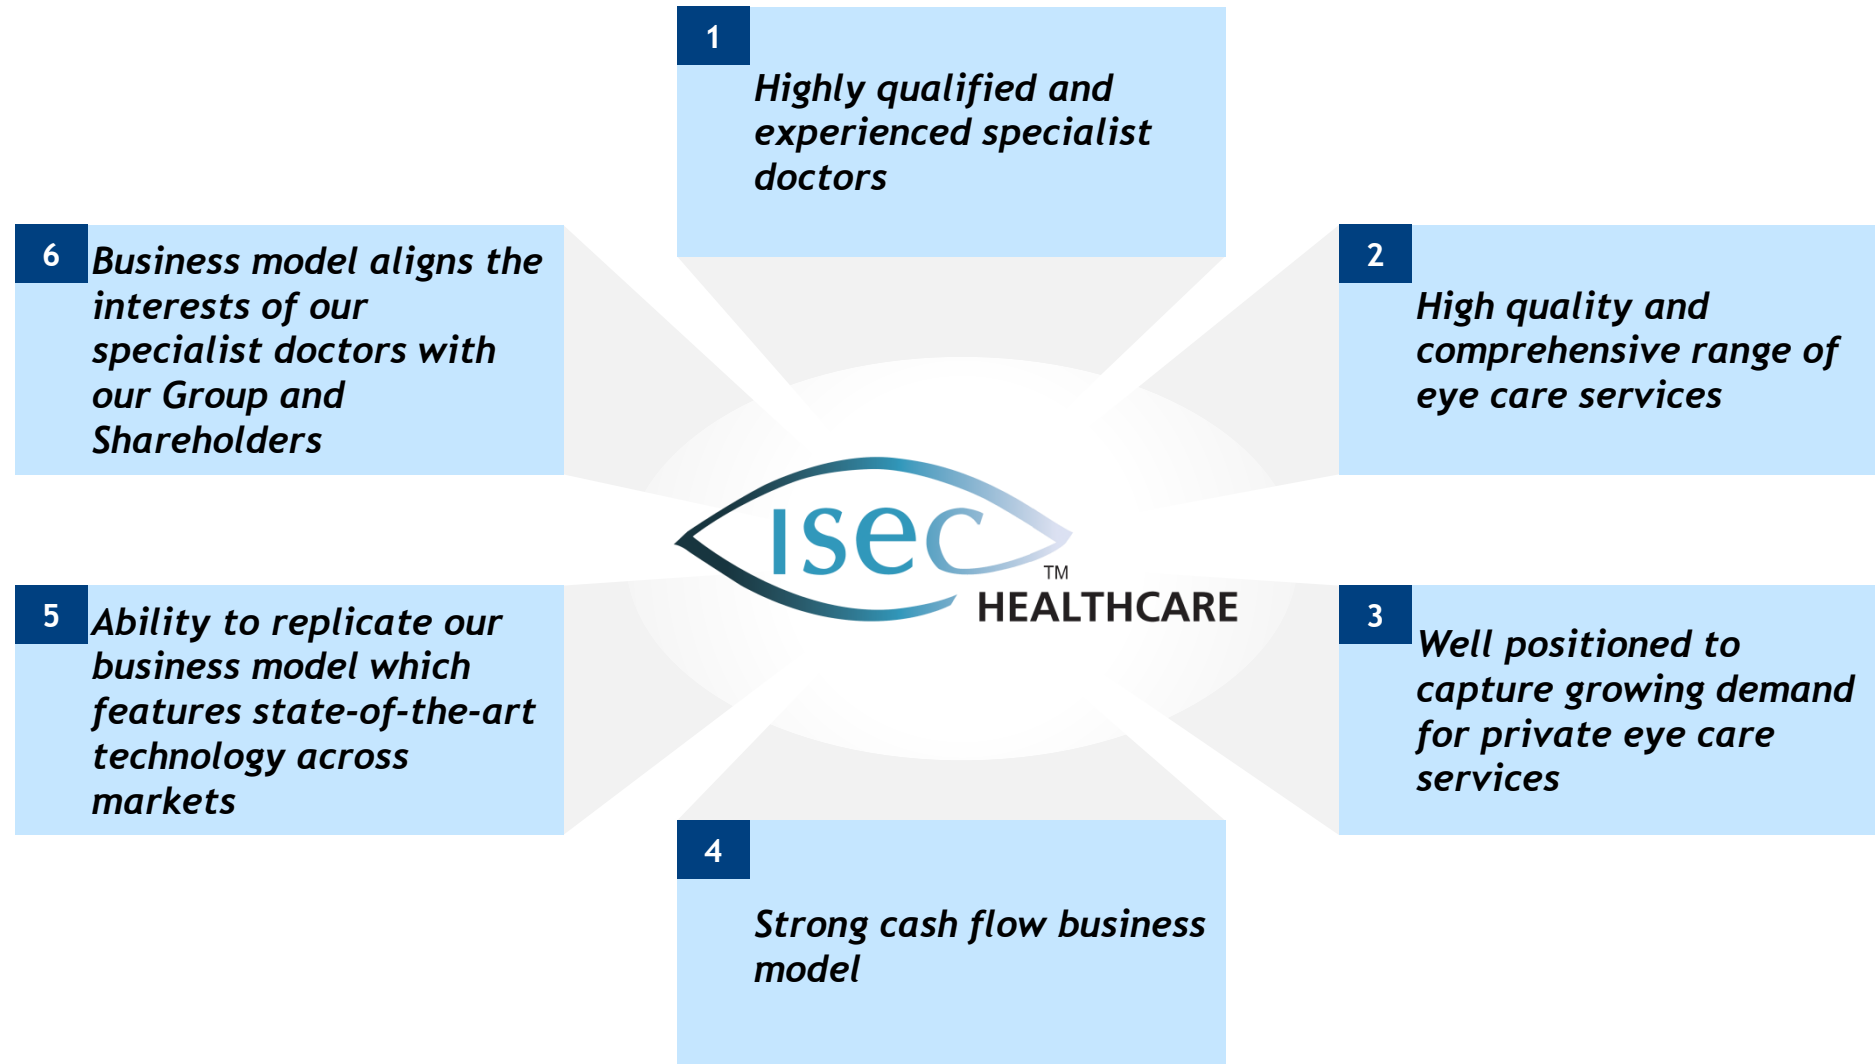 1
Highly qualified and
experienced specialist
doctors
2
High quality and
comprehensive range of
eye care services
3
Well positioned to
capture growing demand
for private eye care
services
4
Strong cash flow business
model
5
Ability to replicate our
business model which
features state-of-the-art
technology across
markets
6
Business model aligns the
interests of our
specialist doctors with
our Group and
Shareholders
ısec
TM
HEALTHCARE